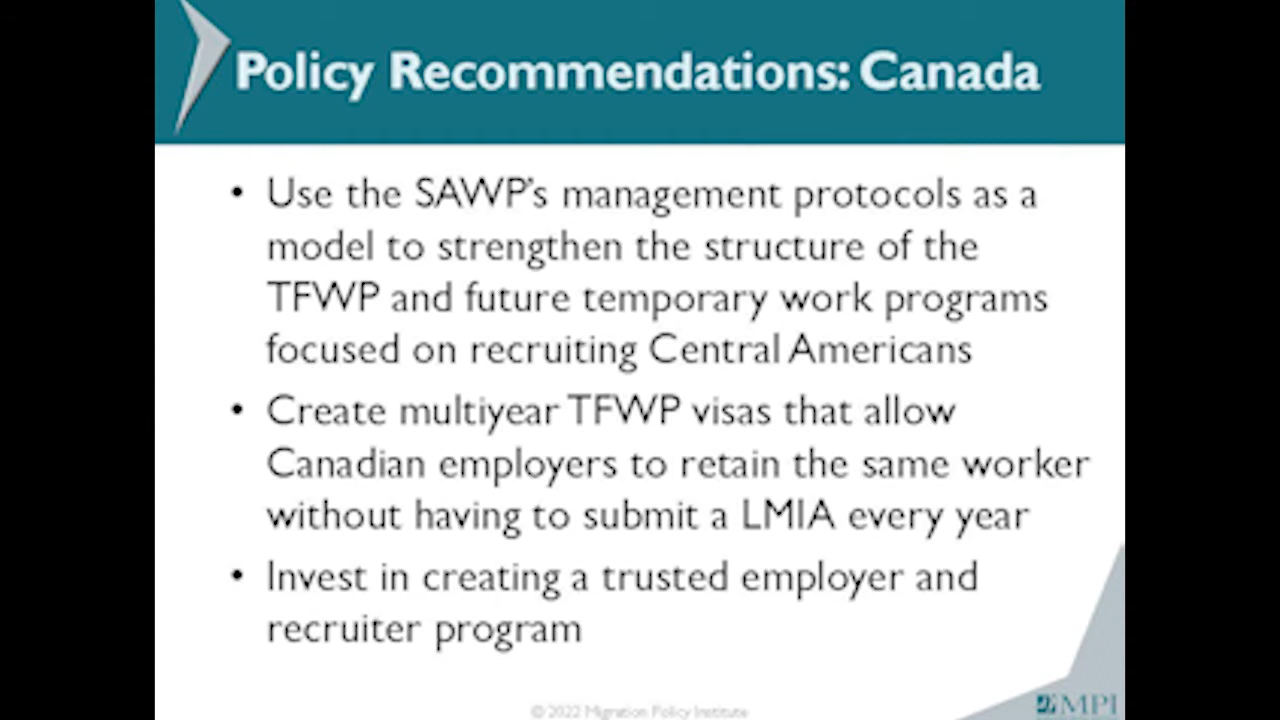 Policy Recommendations: Canada
• Use the SAWP's management protocols as a
model to strengthen the structure of the
TFWP and future temporary work programs
focused on recruiting Central Americans
• Create multiyear TFWP visas that allow
Canadian employers to retain the same worker
without having to submit a LMIA every year
• Invest in creating a trusted employer and
recruiter program
© 2022 Migration Policy Institute
MPI